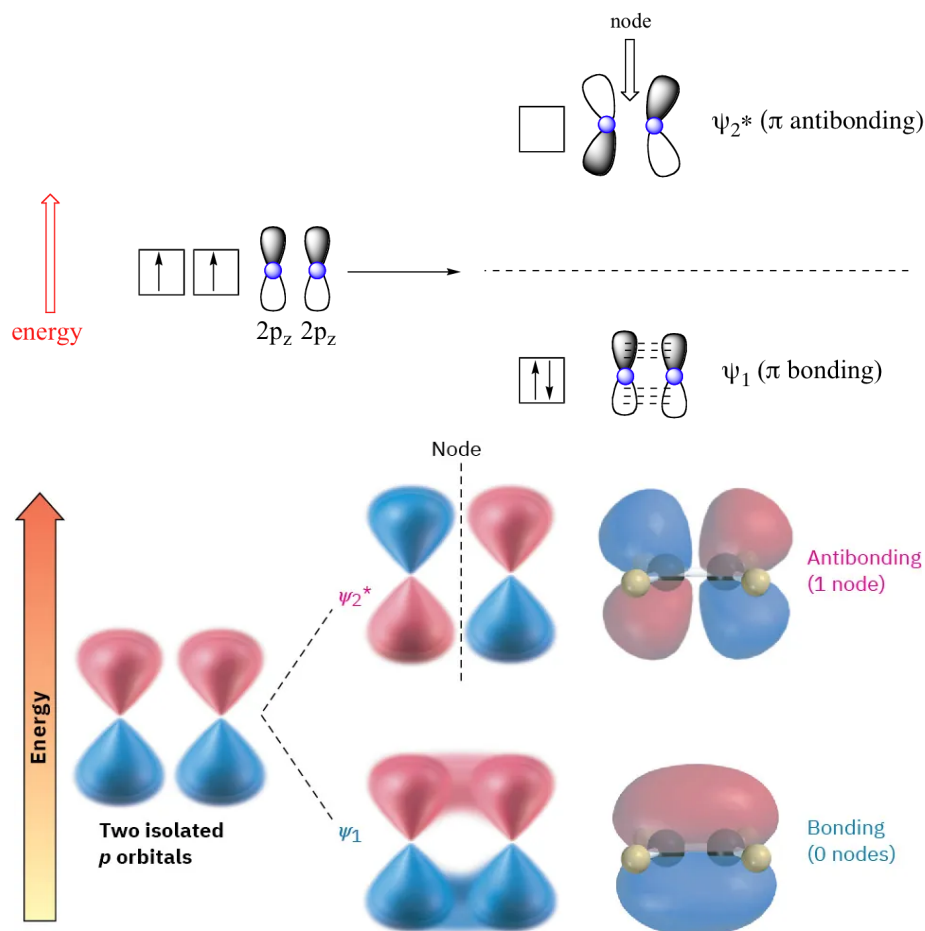 node
ψ2* (π antibonding)
energy
2pz 2pz
ψ1 (π bonding)
Node
Antibonding
(1 node)
ψ2*
Energy
Two isolated
p orbitals
ψ1
Bonding
(0 nodes)